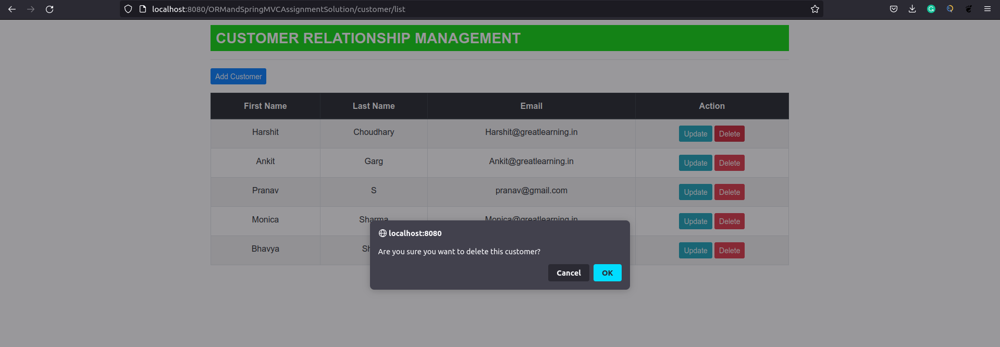 localhost:8080/ORMandSpringMVCAssignmentSolution/customer/list
CUSTOMER RELATIONSHIP MANAGEMENT
Add Customer
First Name Last Name Email Action
Harshit Choudhary Harshit@greatlearning.in Update Delete
Ankit Garg Ankit@greatlearning.in Update Delete
Pranav S pranav@gmail.com Update Delete
Monica Sharma Monica@greatlearning.in Update Delete
Bhavya Update Delete
localhost:8080
Are you sure you want to delete this customer?
Cancel OK